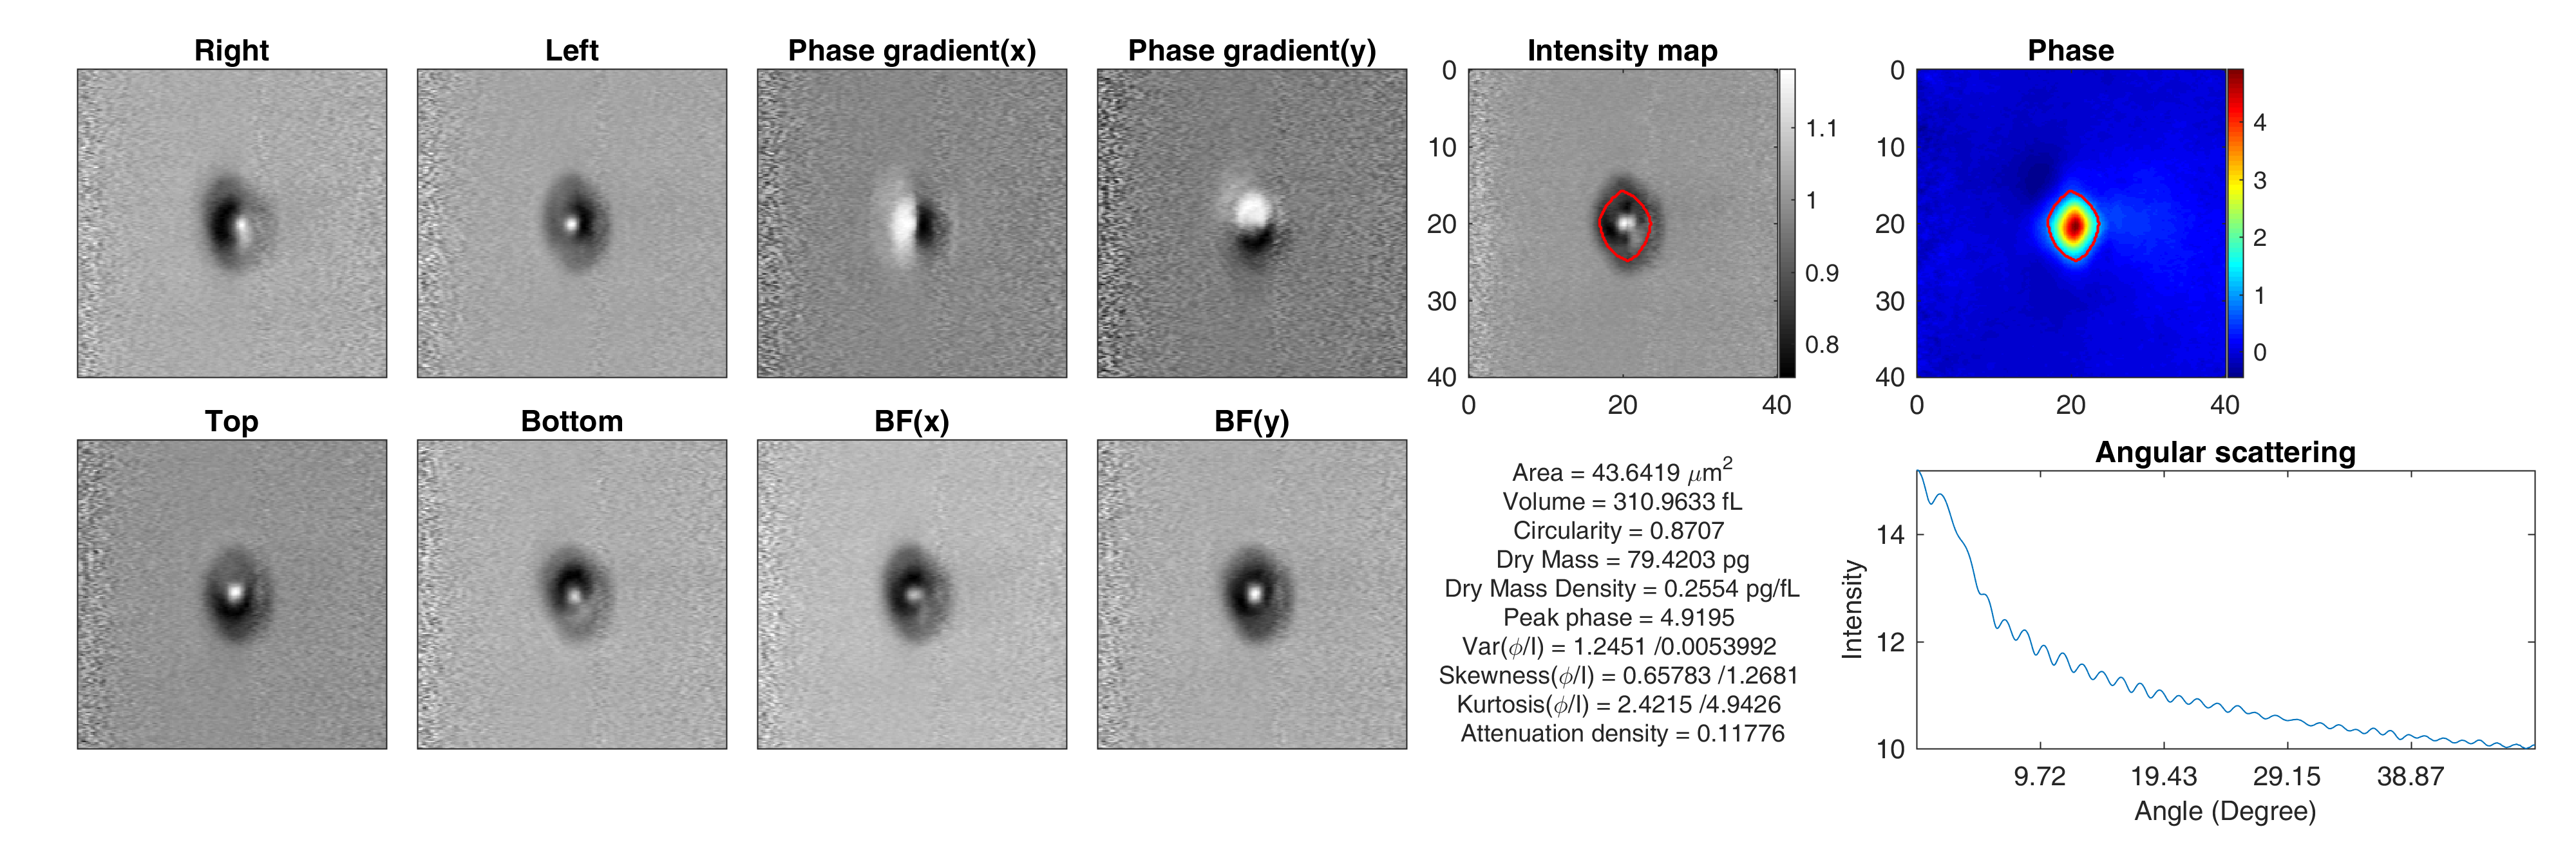 Right
Left
Phase gradient(x)
Phase gradient(y)
Intensity map
0
10
20
30
40
0 20 40
1.1
1
0.9
0.8
Phase
0
10
20
30
40
0 20 40
4
3
2
1
0
Top
Bottom
BF(x)
BF(y)
Area = 43.6419 μm²
Volume = 310.9633 fL
Circularity = 0.8707
Dry Mass = 79.4203 pg
Dry Mass Density = 0.2554 pg/fL
Peak phase = 4.9195
Var(ϕ/I) = 1.2451 /0.0053992
Skewness(ϕ/I) = 0.65783 /1.2681
Kurtosis(ϕ/I) = 2.4215 /4.9426
Attenuation density = 0.11776
Angular scattering
Intensity
14
12
10
9.72 19.43 29.15 38.87
Angle (Degree)